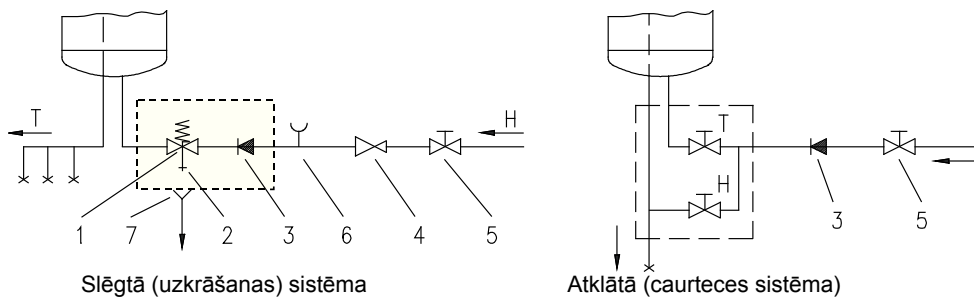 T
H
1
7
2
3
6
4
5
Slēgtā (uzkrāšanas) sistēma
T
H
3
5
Atklātā (caurteces sistēma)